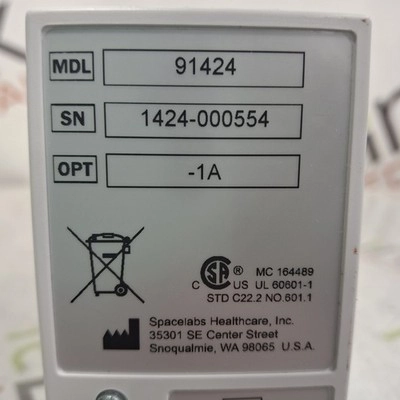 MDL 91424
SN 1424-000554
OPT -1A
CSA ® MC 164489
C US UL 60601-1
STD C22.2 NO.601.1
Spacelabs Healthcare, Inc.
35301 SE Center Street
Snoqualmie, WA 98065 U.S.A.